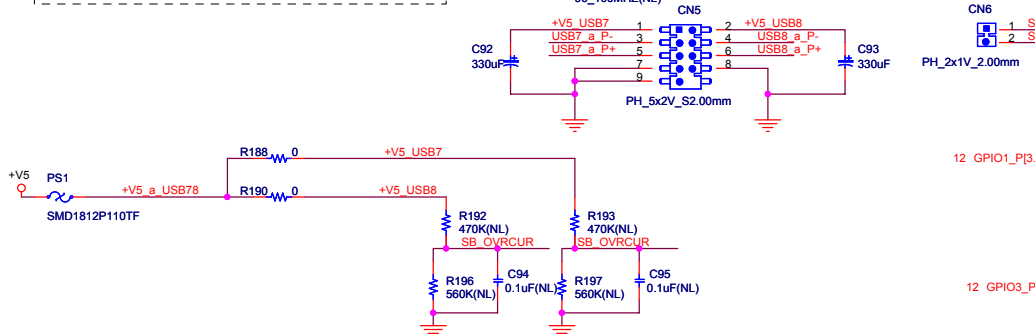 CN5
CN6
+V5_USB7 1 2 +V5_USB8
USB7_a_P- 3 4 USB8_a_P-
USB7_a_P+ 5 6 USB8_a_P+
7 8
9
C92
330uF
C93
330uF
1
2
PH_2x1V_2.00mm
PH_5x2V_S2.00mm
R188 0 +V5_USB7
12 GPIO1_P[3.
+V5 PS1 +V5_a_USB78 R190 0 +V5_USB8
SMD1812P110TF
R192
470K(NL)
R193
470K(NL)
SB_OVRCUR
SB_OVRCUR
R196
560K(NL)
C94
0.1uF(NL)
R197
560K(NL)
C95
0.1uF(NL)
12 GPIO3_P